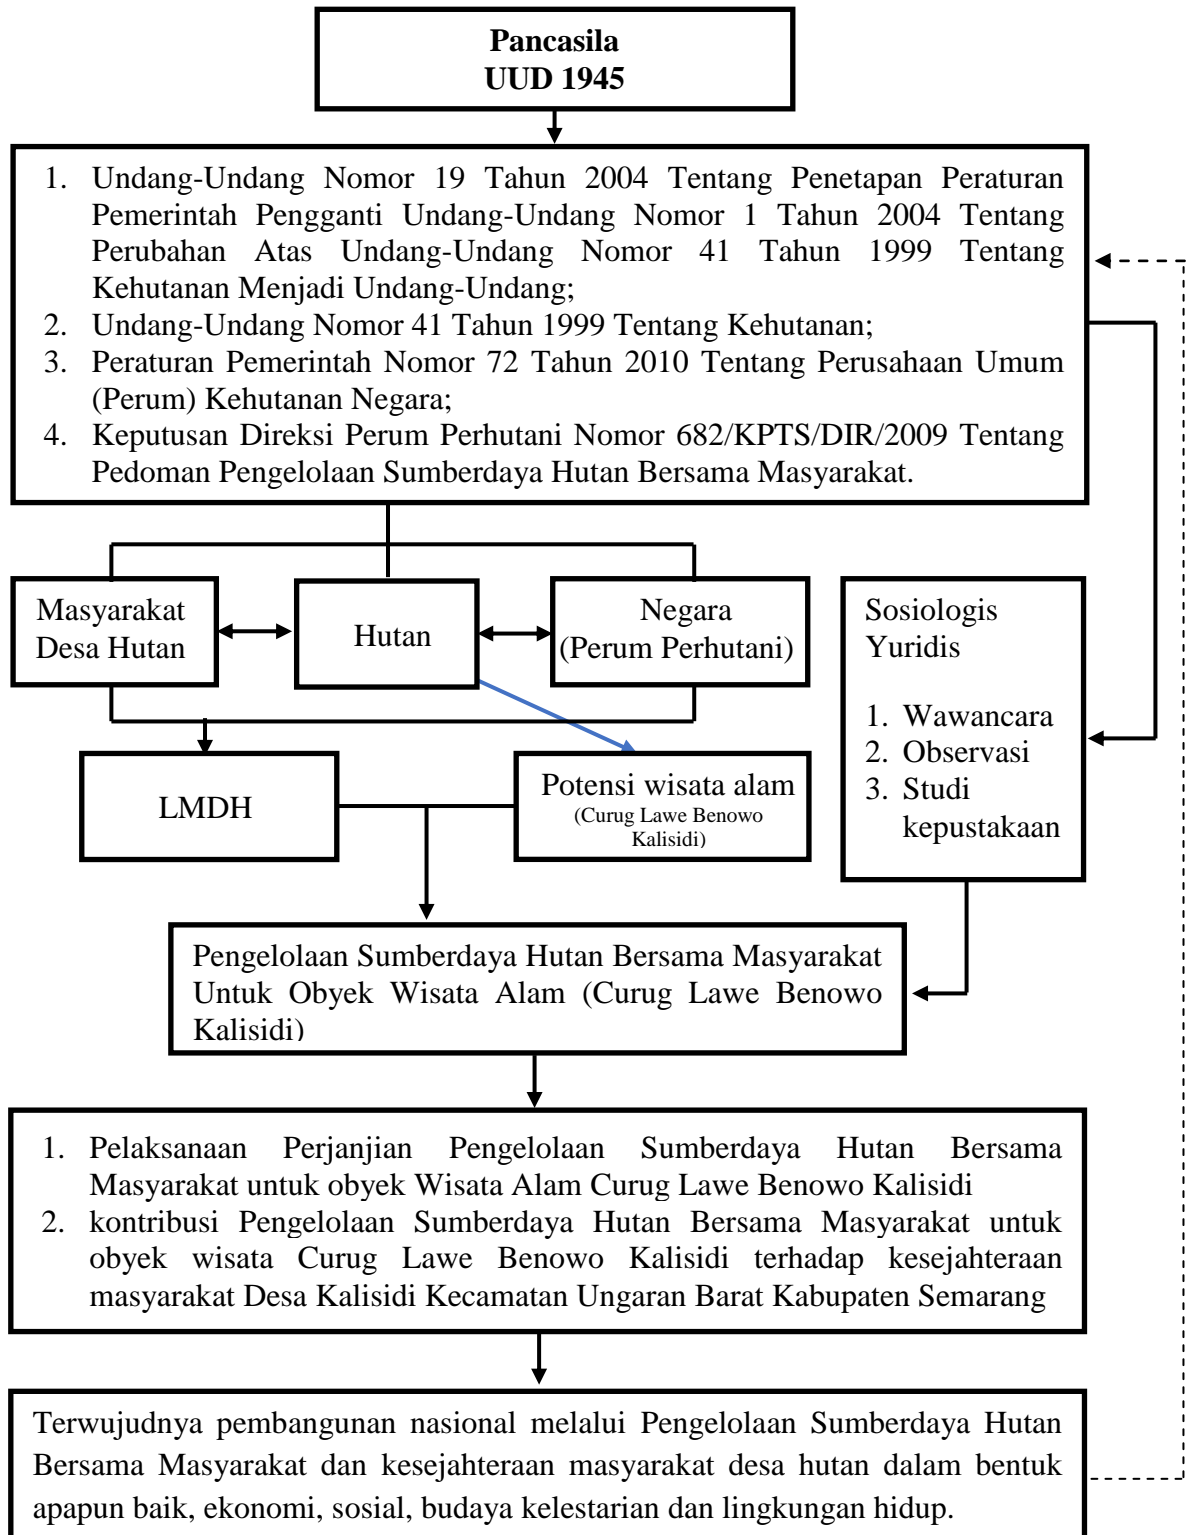 Pancasila
UUD 1945
1. Undang-Undang Nomor 19 Tahun 2004 Tentang Penetapan Peraturan
Pemerintah Pengganti Undang-Undang Nomor 1 Tahun 2004 Tentang
Perubahan Atas Undang-Undang Nomor 41 Tahun 1999 Tentang
Kehutanan Menjadi Undang-Undang;
2. Undang-Undang Nomor 41 Tahun 1999 Tentang Kehutanan;
3. Peraturan Pemerintah Nomor 72 Tahun 2010 Tentang Perusahaan Umum
(Perum) Kehutanan Negara;
4. Keputusan Direksi Perum Perhutani Nomor 682/KPTS/DIR/2009 Tentang
Pedoman Pengelolaan Sumberdaya Hutan Bersama Masyarakat.
Masyarakat
Desa Hutan
Hutan
Negara
(Perum Perhutani)
Sosiologis
Yuridis
1. Wawancara
2. Observasi
3. Studi
kepustakaan
LMDH
Potensi wisata alam
(Curug Lawe Benowo
Kalisidi)
Pengelolaan Sumberdaya Hutan Bersama Masyarakat
Untuk Obyek Wisata Alam (Curug Lawe Benowo
Kalisidi)
1. Pelaksanaan Perjanjian Pengelolaan Sumberdaya Hutan Bersama
Masyarakat untuk obyek Wisata Alam Curug Lawe Benowo Kalisidi
2. kontribusi Pengelolaan Sumberdaya Hutan Bersama Masyarakat untuk
obyek wisata Curug Lawe Benowo Kalisidi terhadap kesejahteraan
masyarakat Desa Kalisidi Kecamatan Ungaran Barat Kabupaten Semarang
Terwujudnya pembangunan nasional melalui Pengelolaan Sumberdaya Hutan
Bersama Masyarakat dan kesejahteraan masyarakat desa hutan dalam bentuk
apapun baik, ekonomi, sosial, budaya kelestarian dan lingkungan hidup.